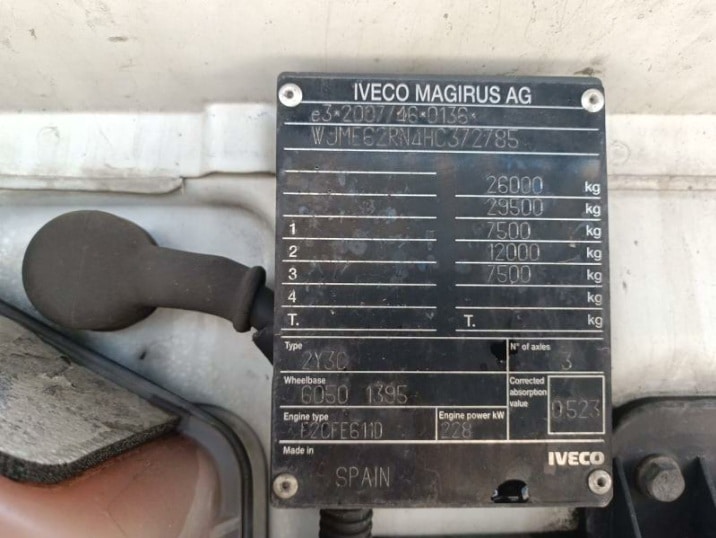 IVECO MAGIRUS AG
e3*2007/46*0136*
WJME62RN4HC372785
26000 kg
29500 kg
1 7500 kg
2 12000 kg
3 7500 kg
4 kg
T. T. kg
Type N° of axles
2Y3C 3
Wheelbase Corrected absorption value
6050 1395 0.523
Engine type Engine power kW
F2CFE611D 228
Made in IVECO
SPAIN